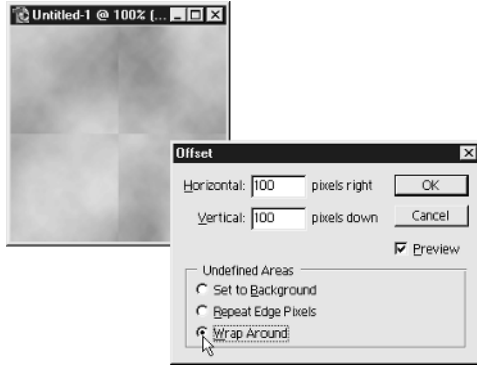 Untitled-1 @ 100% (...
Offset
Horizontal: 100 pixels right
OK
Vertical: 100 pixels down
Cancel
Preview
Undefined Areas
Set to Background
Repeat Edge Pixels
Wrap Around